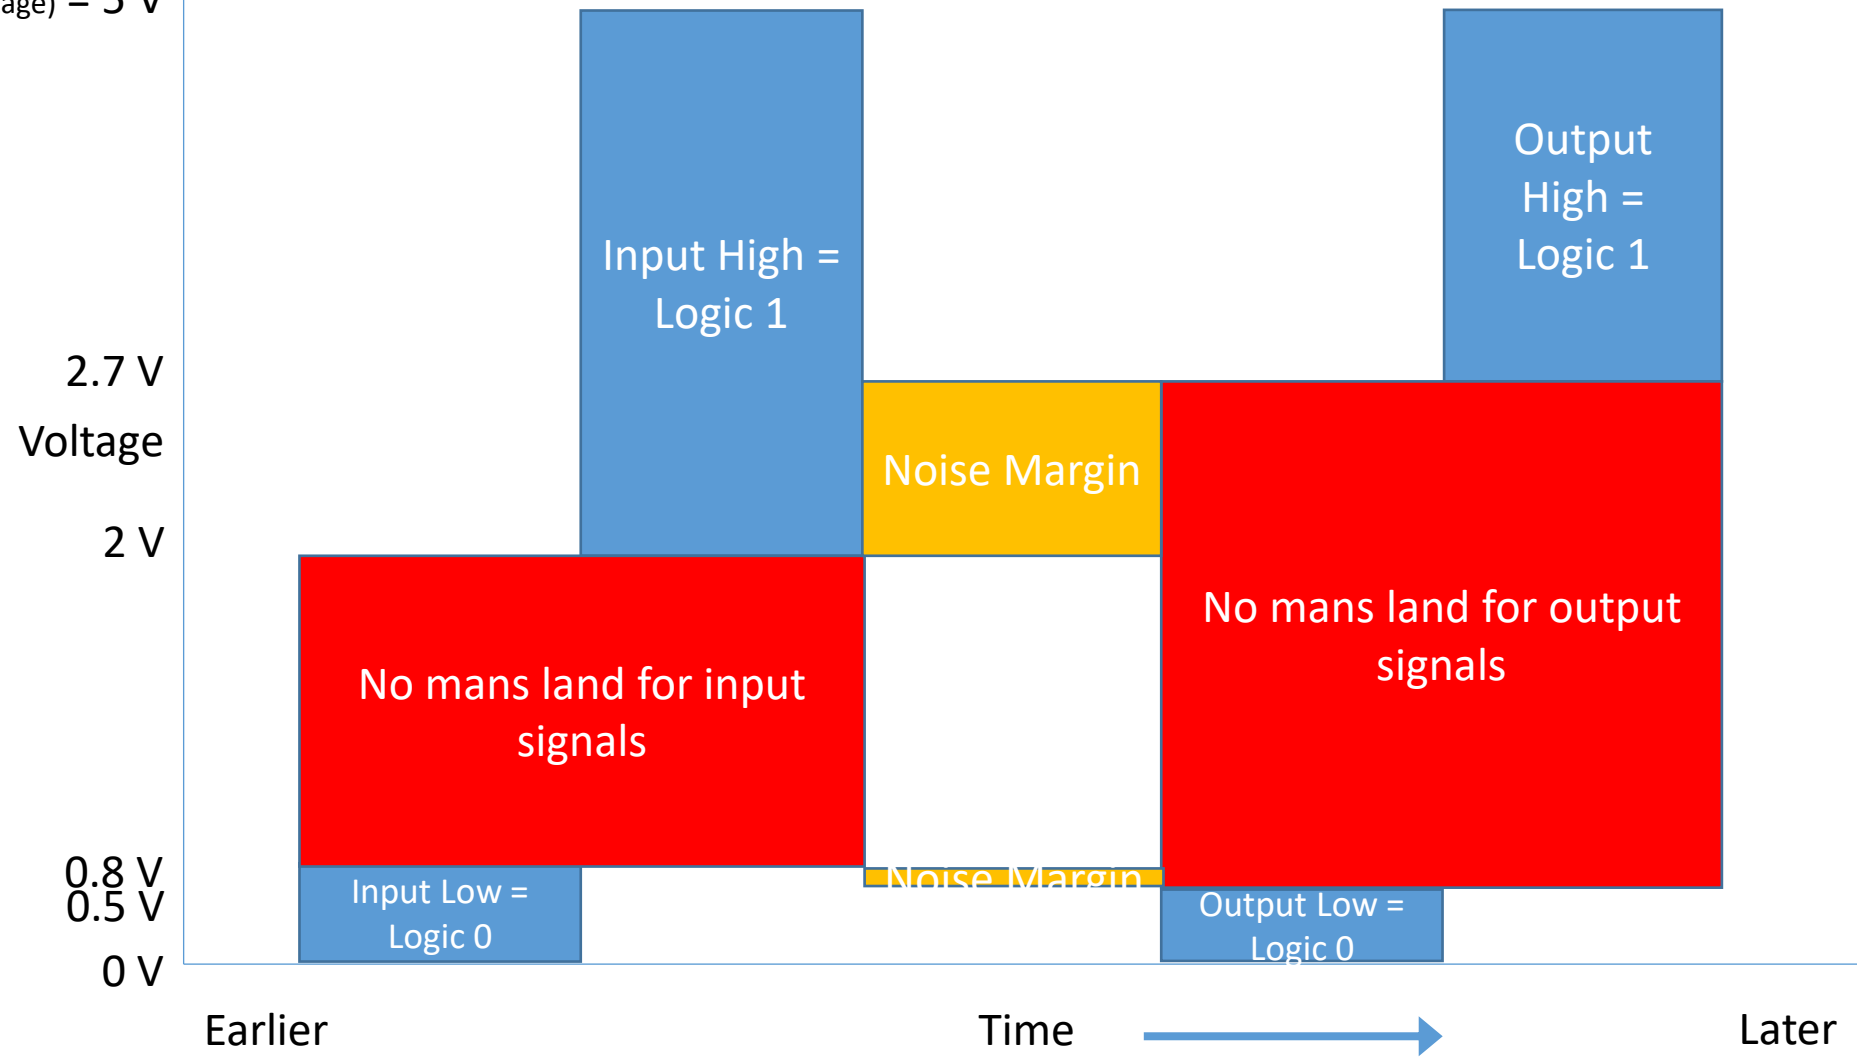 = 5 V
Output
High =
Logic 1
Input High =
Logic 1
2.7 V
Voltage
Noise Margin
2 V
No mans land for output
signals
No mans land for input
signals
0.8 V
Noise Margin
0.5 V
Input Low =
Logic 0
Output Low =
Logic 0
0 V
Earlier
Time
Later